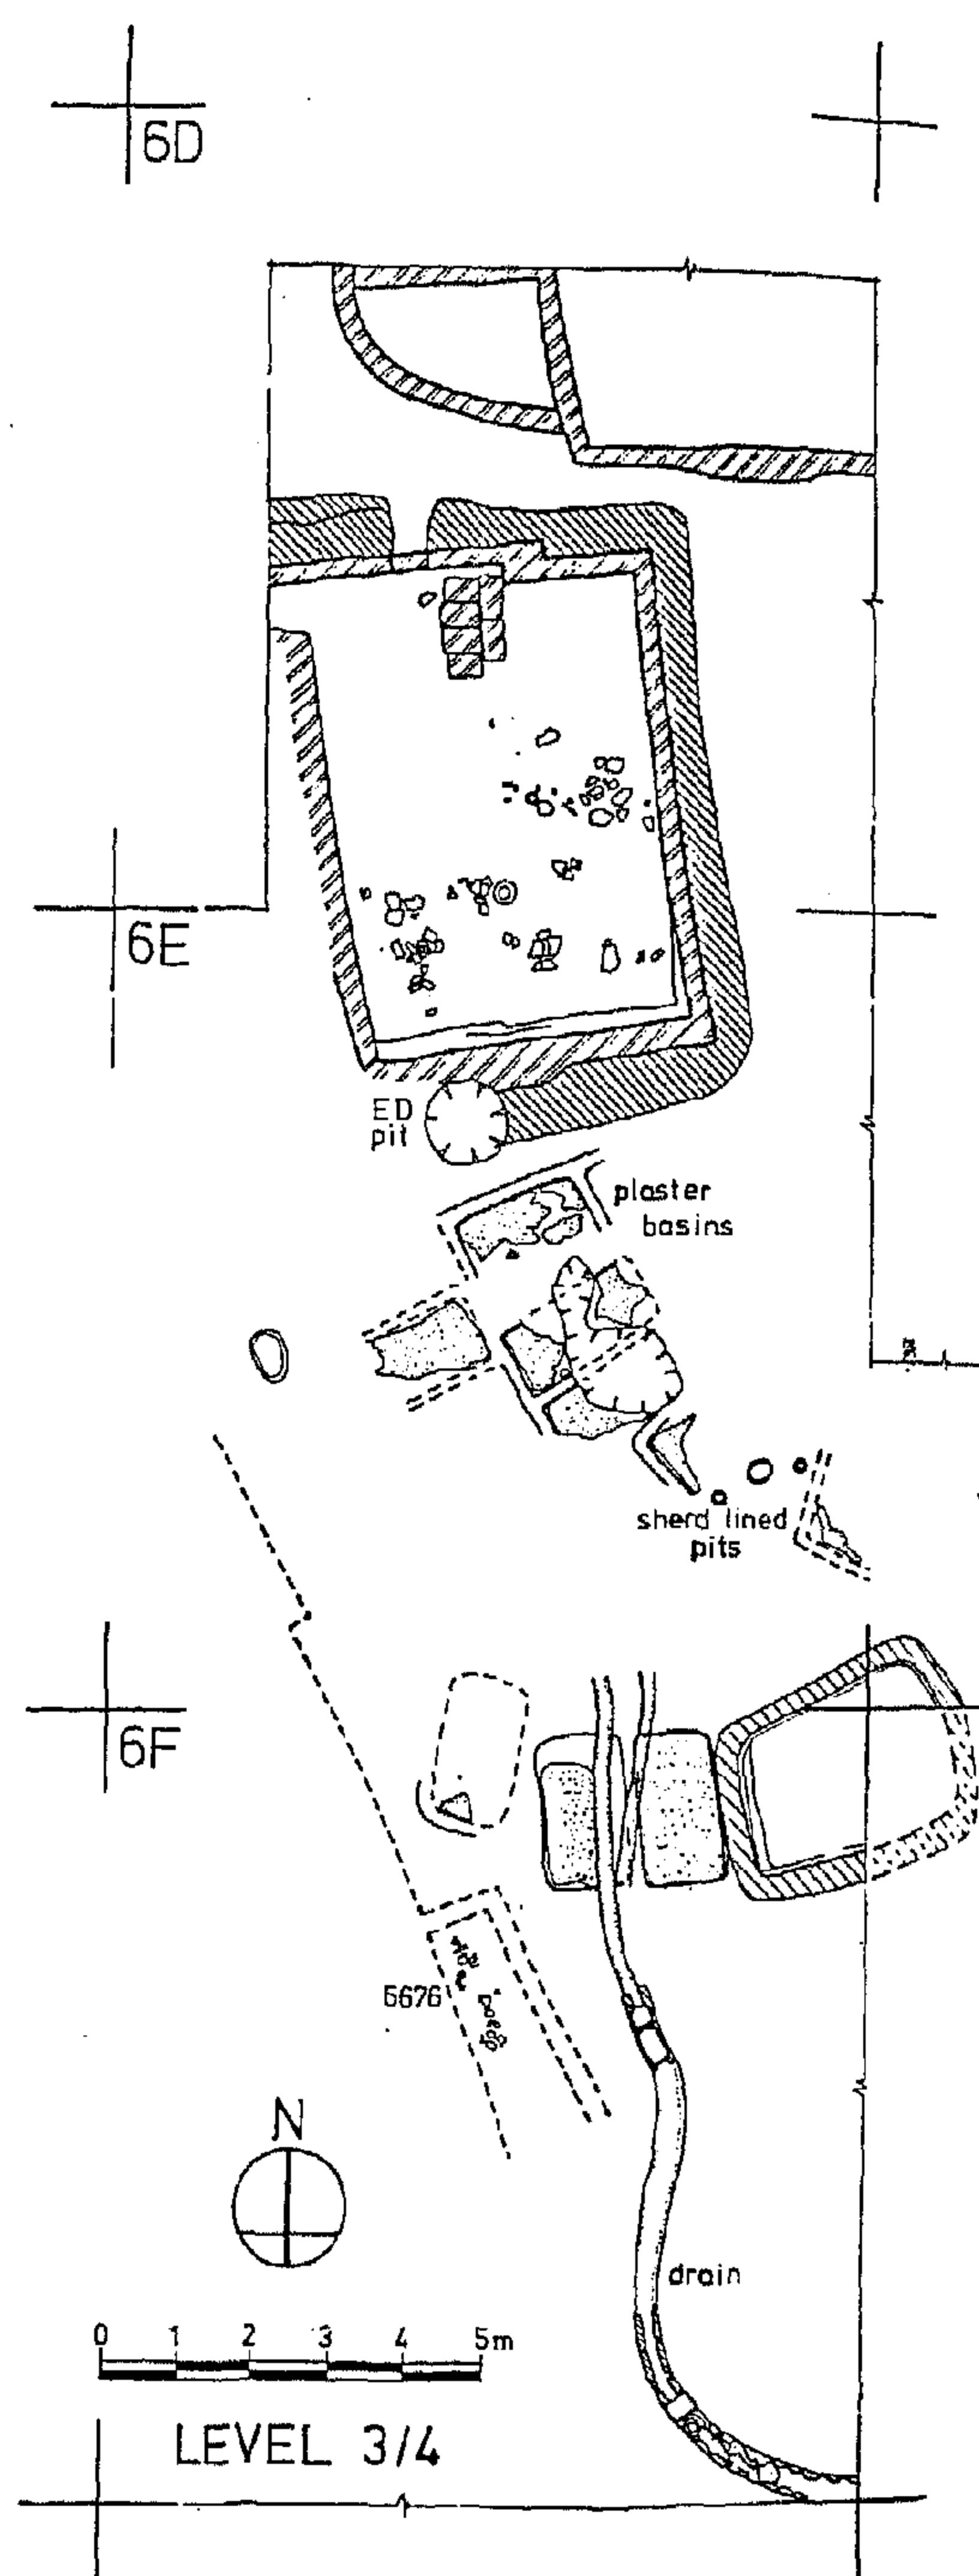 6D
6E
ED
pit
plaster
basins
sherd lined
pits
6F
6676
N
drain
0 1 2 3 4 5m
LEVEL 3/4